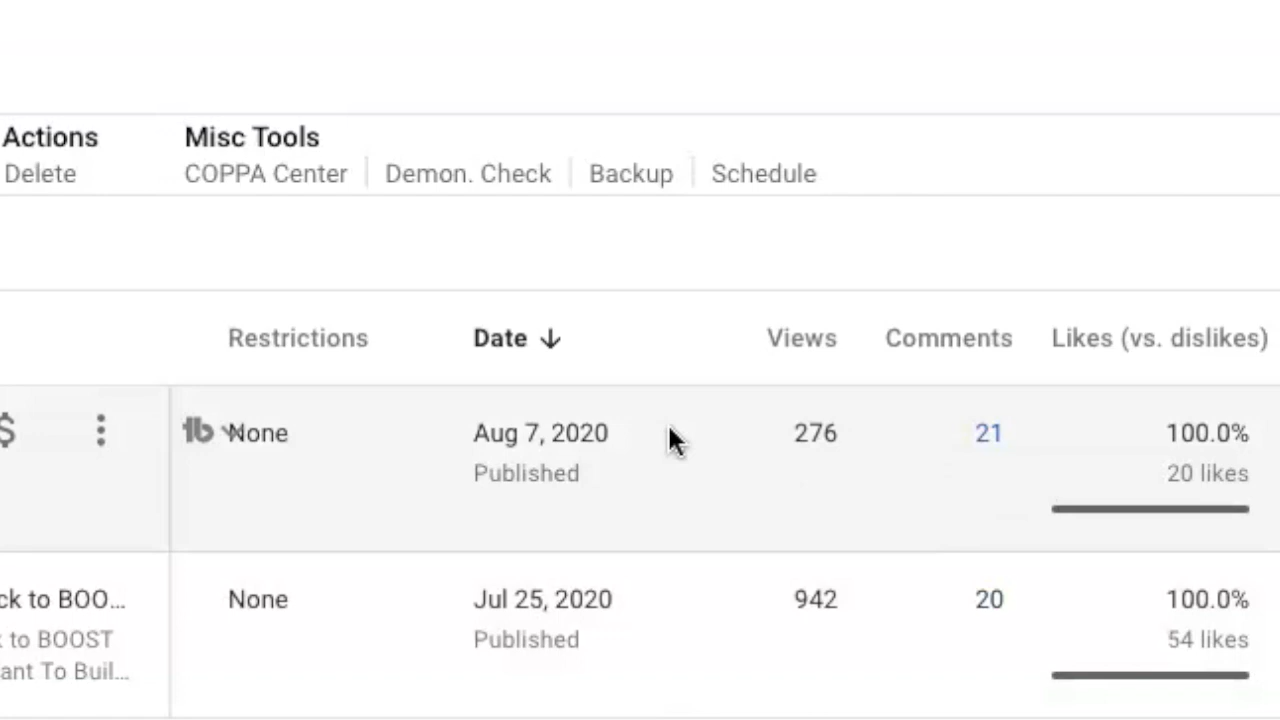 Actions Misc Tools
Delete COPPA Center Demon. Check Backup Schedule
Restrictions Date ↓ Views Comments Likes (vs. dislikes)
$ tb None Aug 7, 2020 276 21 100.0%
Published 20 likes
ck to BOO... None Jul 25, 2020 942 20 100.0%
to BOOST Published 54 likes
ant To Buil...